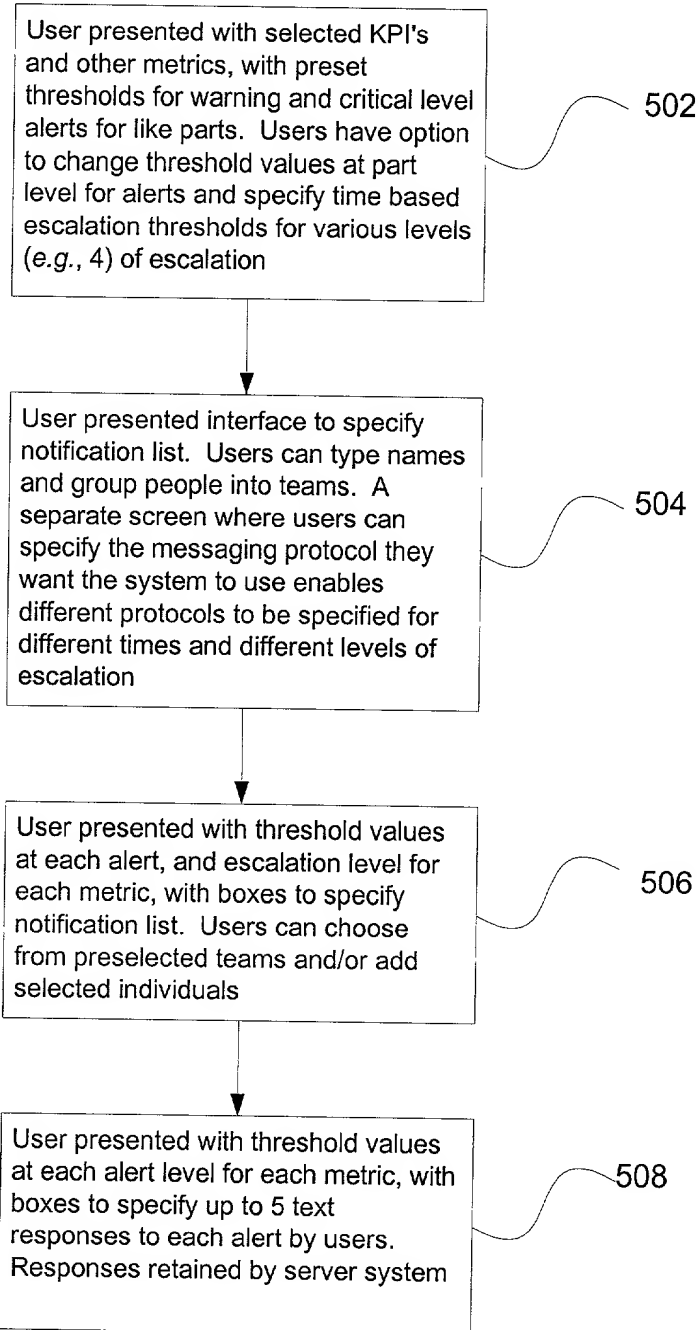 User presented with selected KPI's
and other metrics, with preset
thresholds for warning and critical level
alerts for like parts. Users have option
to change threshold values at part
level for alerts and specify time based
escalation thresholds for various levels
(e.g., 4) of escalation
502
User presented interface to specify
notification list. Users can type names
and group people into teams. A
separate screen where users can
specify the messaging protocol they
want the system to use enables
different protocols to be specified for
different times and different levels of
escalation
504
User presented with threshold values
at each alert, and escalation level for
each metric, with boxes to specify
notification list. Users can choose
from preselected teams and/or add
selected individuals
506
User presented with threshold values
at each alert level for each metric, with
boxes to specify up to 5 text
responses to each alert by users.
Responses retained by server system
508